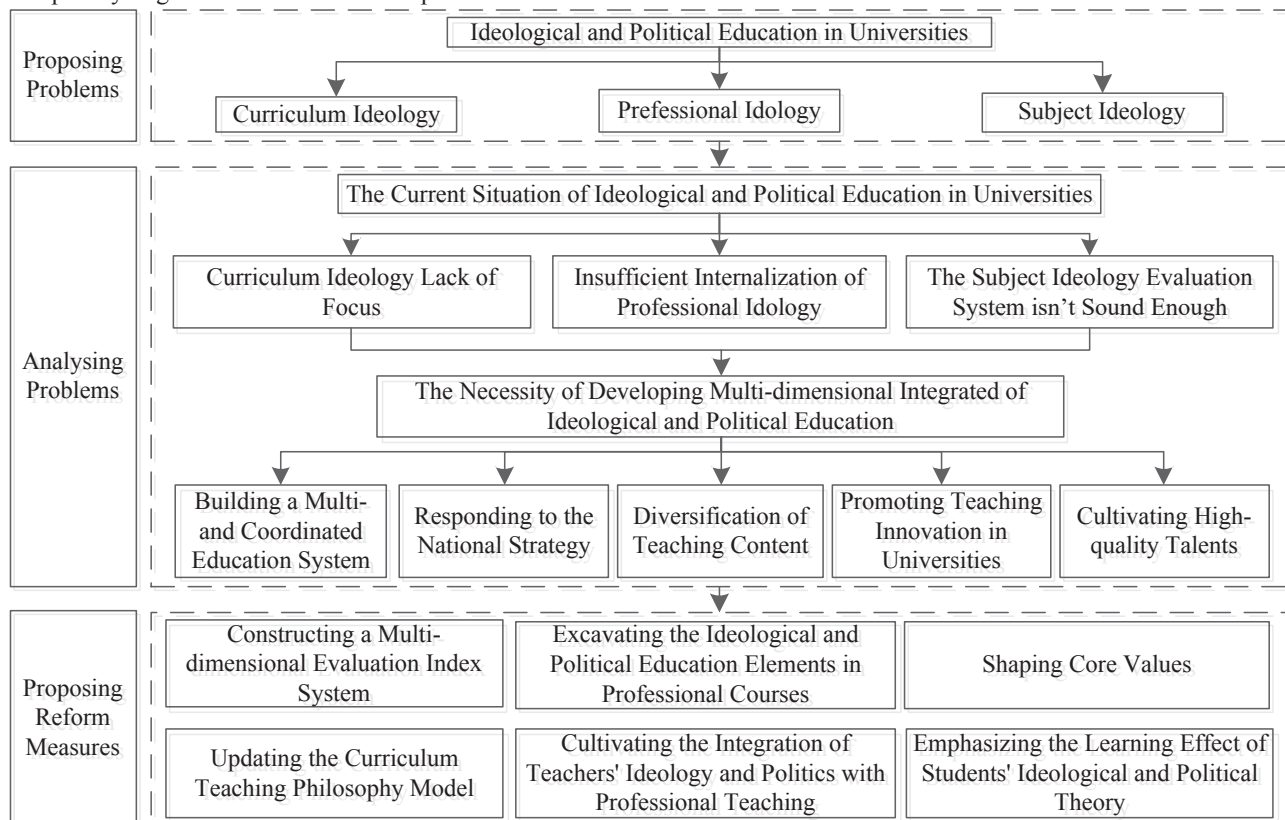 Ideological and Political Education in Universities
Proposing
Problems
Curriculum Ideology
Prefessional Idology
Subject Ideology
The Current Situation of Ideological and Political Education in Universities
Curriculum Ideology Lack of
Focus
Insufficient Internalization of
Professional Idology
The Subject Ideology Evaluation
System isn't Sound Enough
Analysing
Problems
The Necessity of Developing Multi-dimensional Integrated of
Ideological and Political Education
Building a Multi-
and Coordinated
Education System
Responding to the
National Strategy
Diversification of
Teaching Content
Promoting Teaching
Innovation in
Universities
Cultivating High-
quality Talents
Proposing
Reform
Measures
Constructing a Multi-
dimensional Evaluation Index
System
Excavating the Ideological and
Political Education Elements in
Professional Courses
Shaping Core Values
Updating the Curriculum
Teaching Philosophy Model
Cultivating the Integration of
Teachers' Ideology and Politics with
Professional Teaching
Emphasizing the Learning Effect of
Students' Ideological and Political
Theory